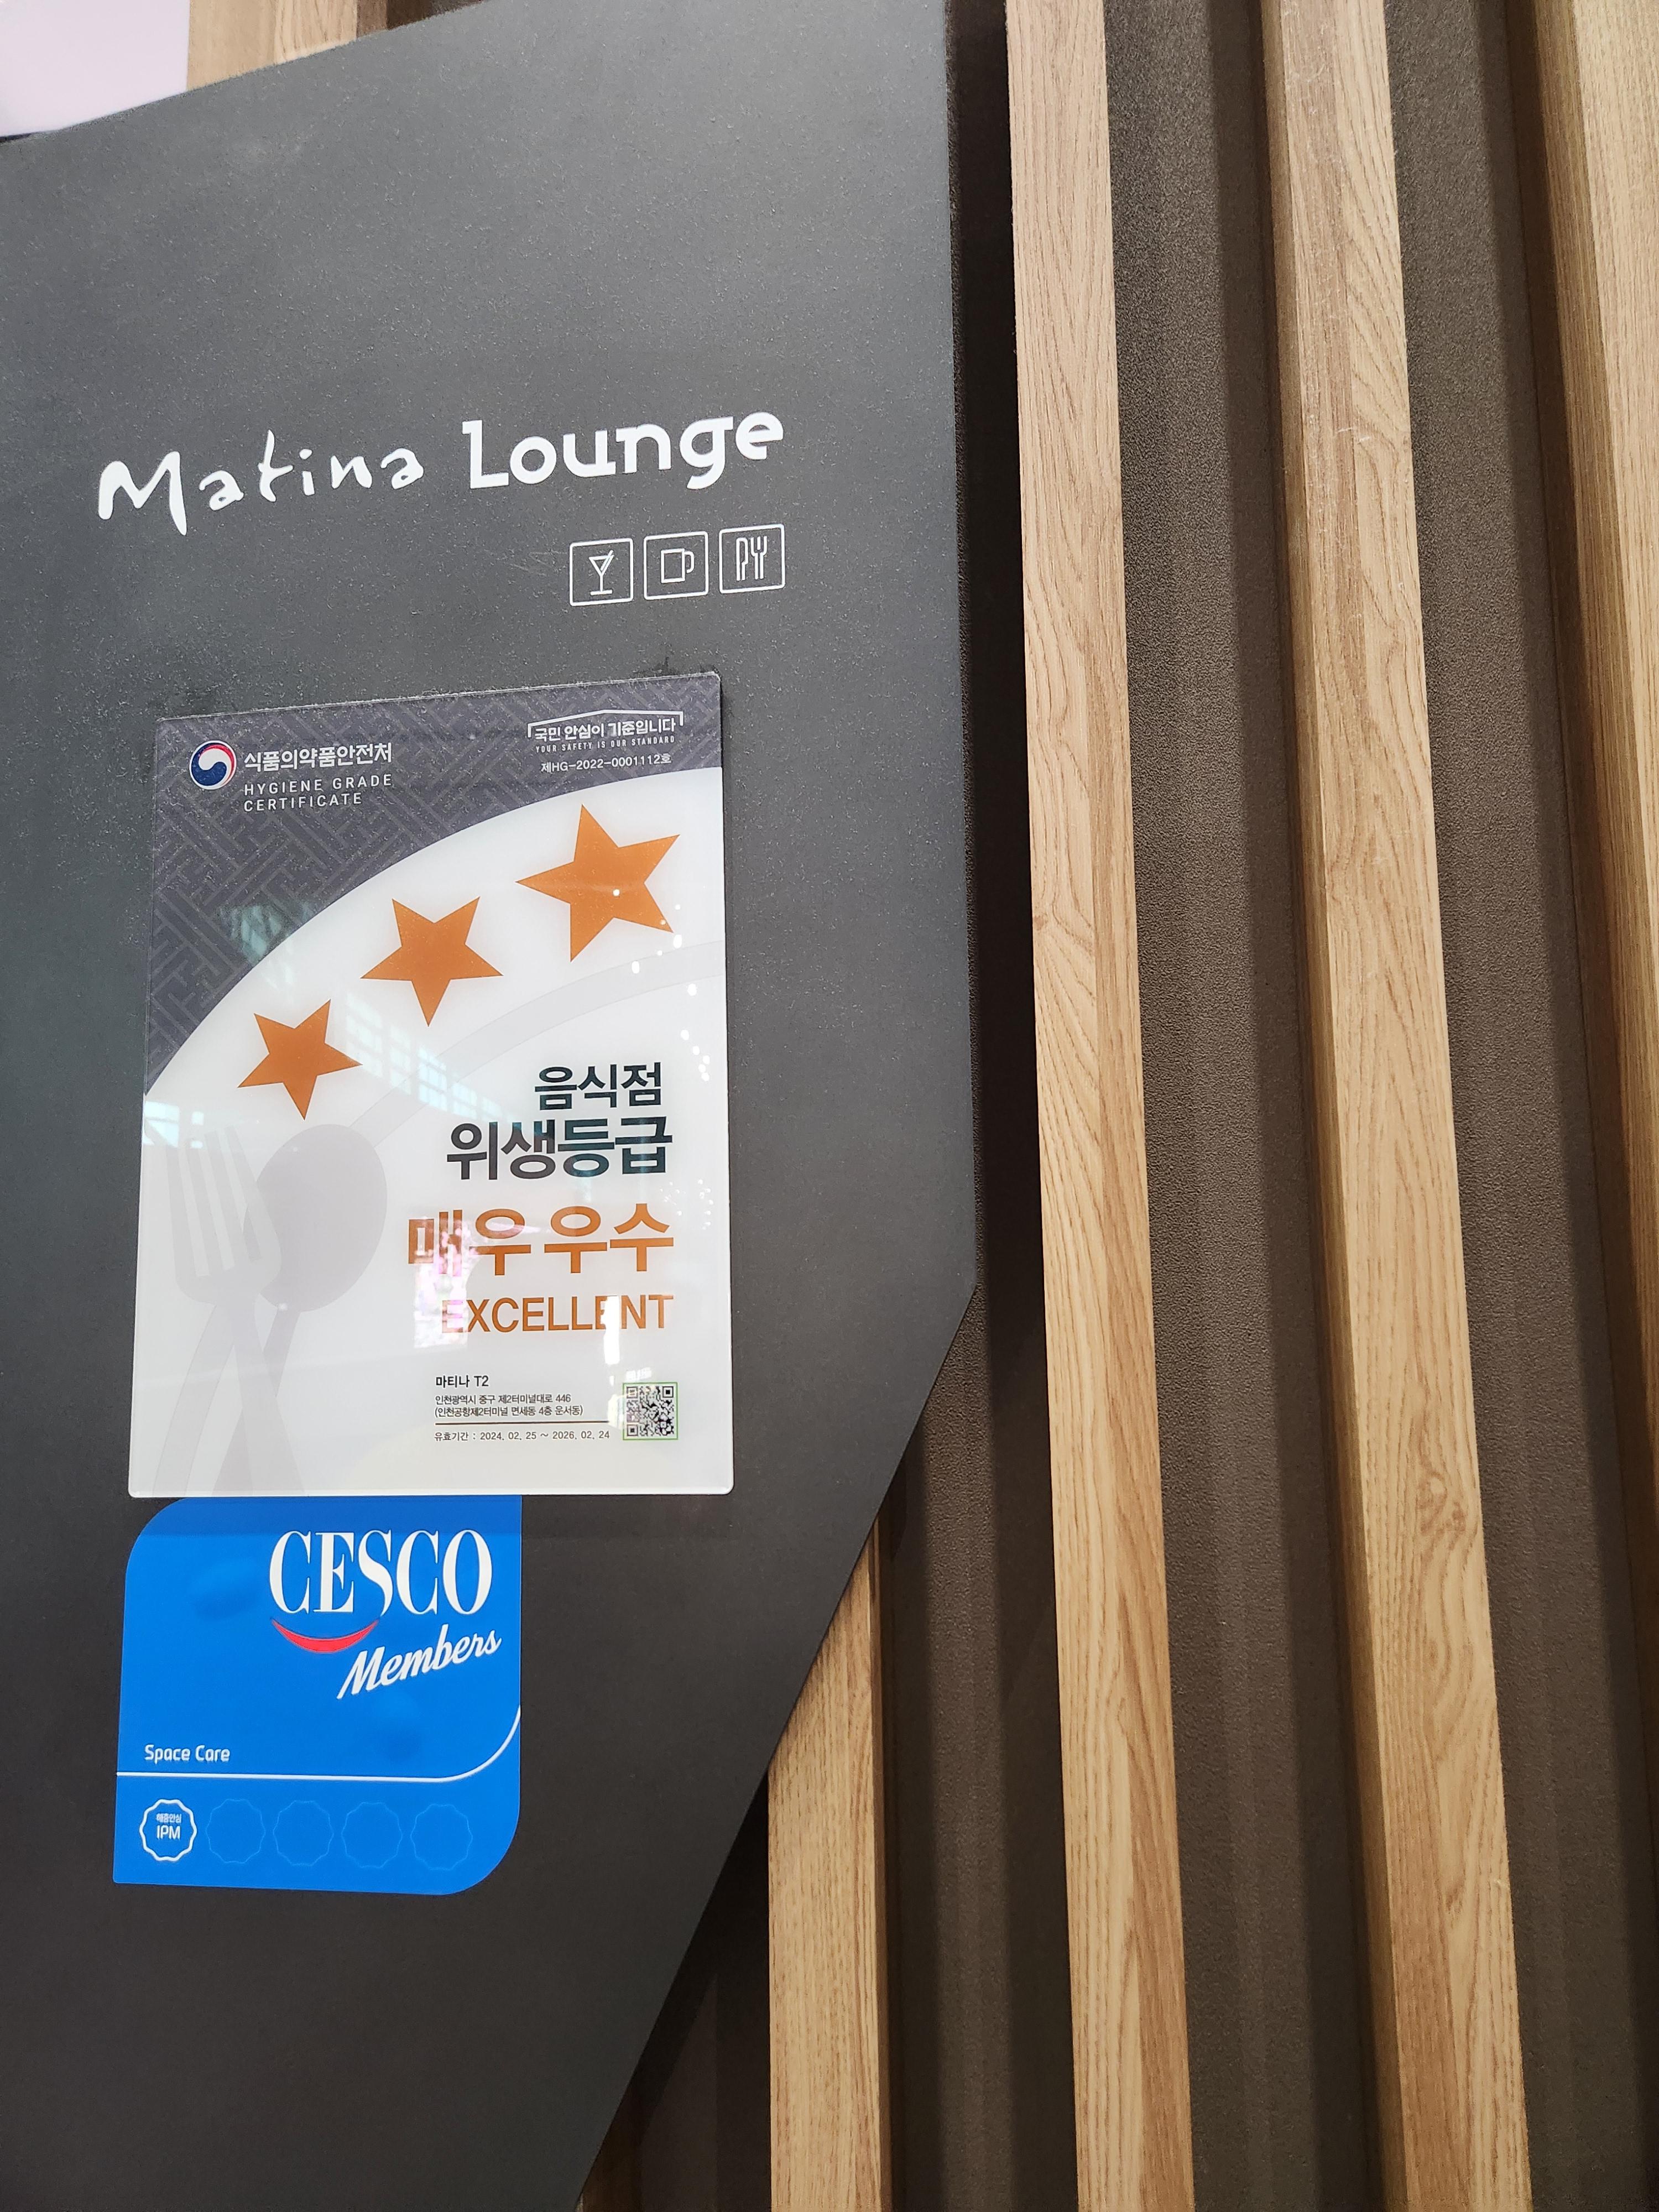 Matina Lounge
식품의약품안전처
HYGIENE GRADE
CERTIFICATE
국민 안심이 기준입니다
YOUR SAFETY IS OUR STANDARD
제HG-2022-0001112호
음식점
위생등급
매우 우수
EXCELLENT
마티나 T2
인천광역시 중구 제2터미널대로 446
(인천공항제2터미널 면세동 4층 운서동)
유효기간 : 2024. 02. 25 ~ 2026. 02. 24
CESCO
Members
Space Care
해충안심
IPM